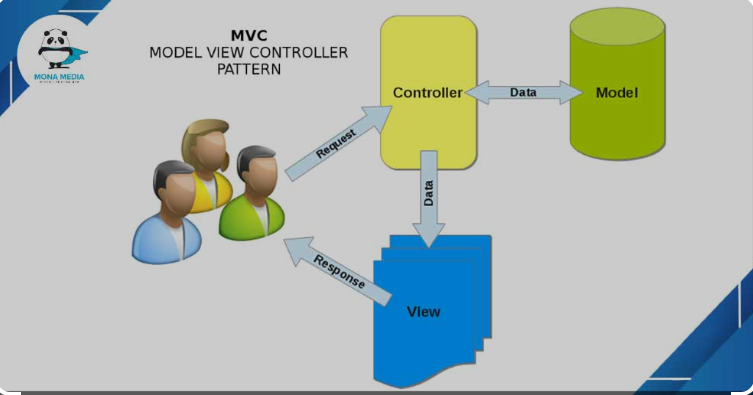 MVC
MODEL VIEW CONTROLLER
PATTERN
MONA MEDIA
Controller
Data
Model
Request
Data
Response
View